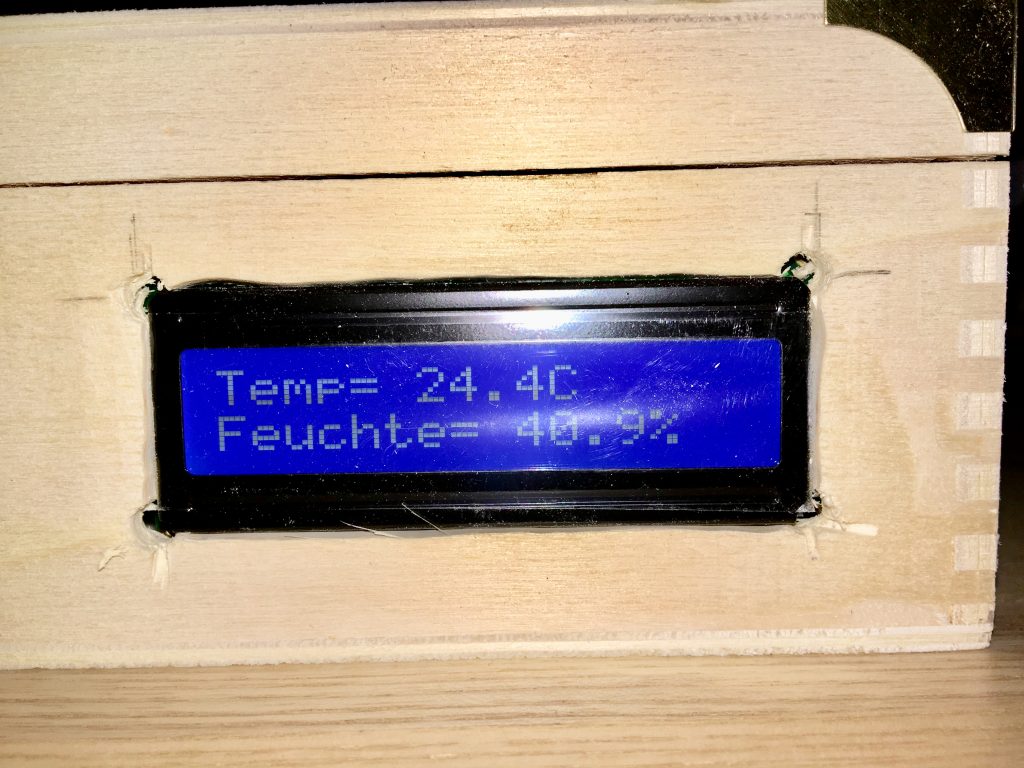 Temp= 24.4C
Feuchte= 40.9%